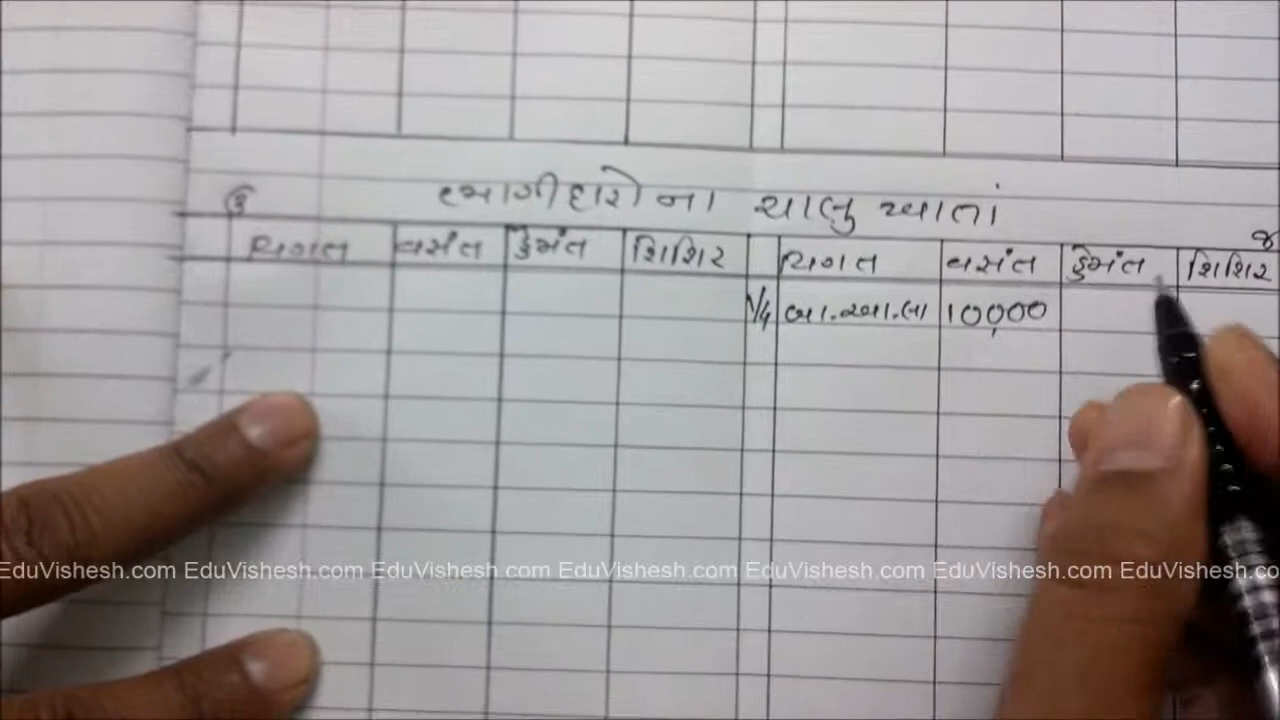 ઉ ભાગીદારોના ચાલુ ખાતાં જ
વિગત વસંત હેમંત શિશિર વિગત વસંત હેમંત શિશિર
1/4 બા.આ.લા 10,000
EduVishesh.com EduVishesh.com EduVishesh.com EduVishesh.com EduVishesh.com EduVishesh.com EduVishesh.co